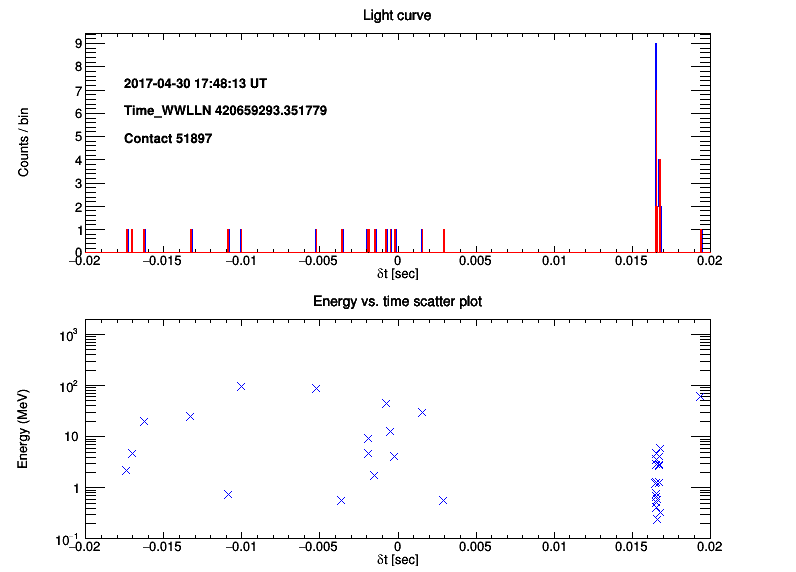 Light curve
Counts / bin
9
8
7
6
5
4
3
2
1
0
2017-04-30 17:48:13 UT
Time_WWLLN 420659293.351779
Contact 51897
−0.02 −0.015 −0.01 −0.005 0 0.005 0.01 0.015 0.02
δt [sec]
Energy vs. time scatter plot
Energy (MeV)
10³
10²
10
1
10⁻¹
−0.02 −0.015 −0.01 −0.005 0 0.005 0.01 0.015 0.02
δt [sec]